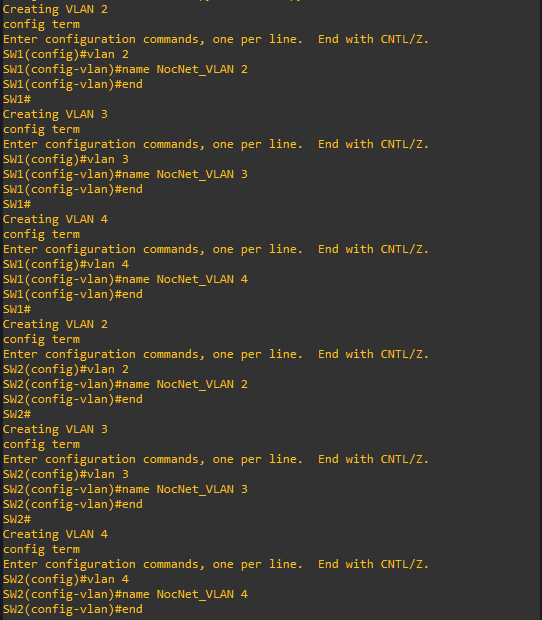 Creating VLAN 2
config term
Enter configuration commands, one per line.  End with CNTL/Z.
SW1(config)#vlan 2
SW1(config-vlan)#name NocNet_VLAN 2
SW1(config-vlan)#end
SW1#
Creating VLAN 3
config term
Enter configuration commands, one per line.  End with CNTL/Z.
SW1(config)#vlan 3
SW1(config-vlan)#name NocNet_VLAN 3
SW1(config-vlan)#end
SW1#
Creating VLAN 4
config term
Enter configuration commands, one per line.  End with CNTL/Z.
SW1(config)#vlan 4
SW1(config-vlan)#name NocNet_VLAN 4
SW1(config-vlan)#end
SW1#
Creating VLAN 2
config term
Enter configuration commands, one per line.  End with CNTL/Z.
SW2(config)#vlan 2
SW2(config-vlan)#name NocNet_VLAN 2
SW2(config-vlan)#end
SW2#
Creating VLAN 3
config term
Enter configuration commands, one per line.  End with CNTL/Z.
SW2(config)#vlan 3
SW2(config-vlan)#name NocNet_VLAN 3
SW2(config-vlan)#end
SW2#
Creating VLAN 4
config term
Enter configuration commands, one per line.  End with CNTL/Z.
SW2(config)#vlan 4
SW2(config-vlan)#name NocNet_VLAN 4
SW2(config-vlan)#end